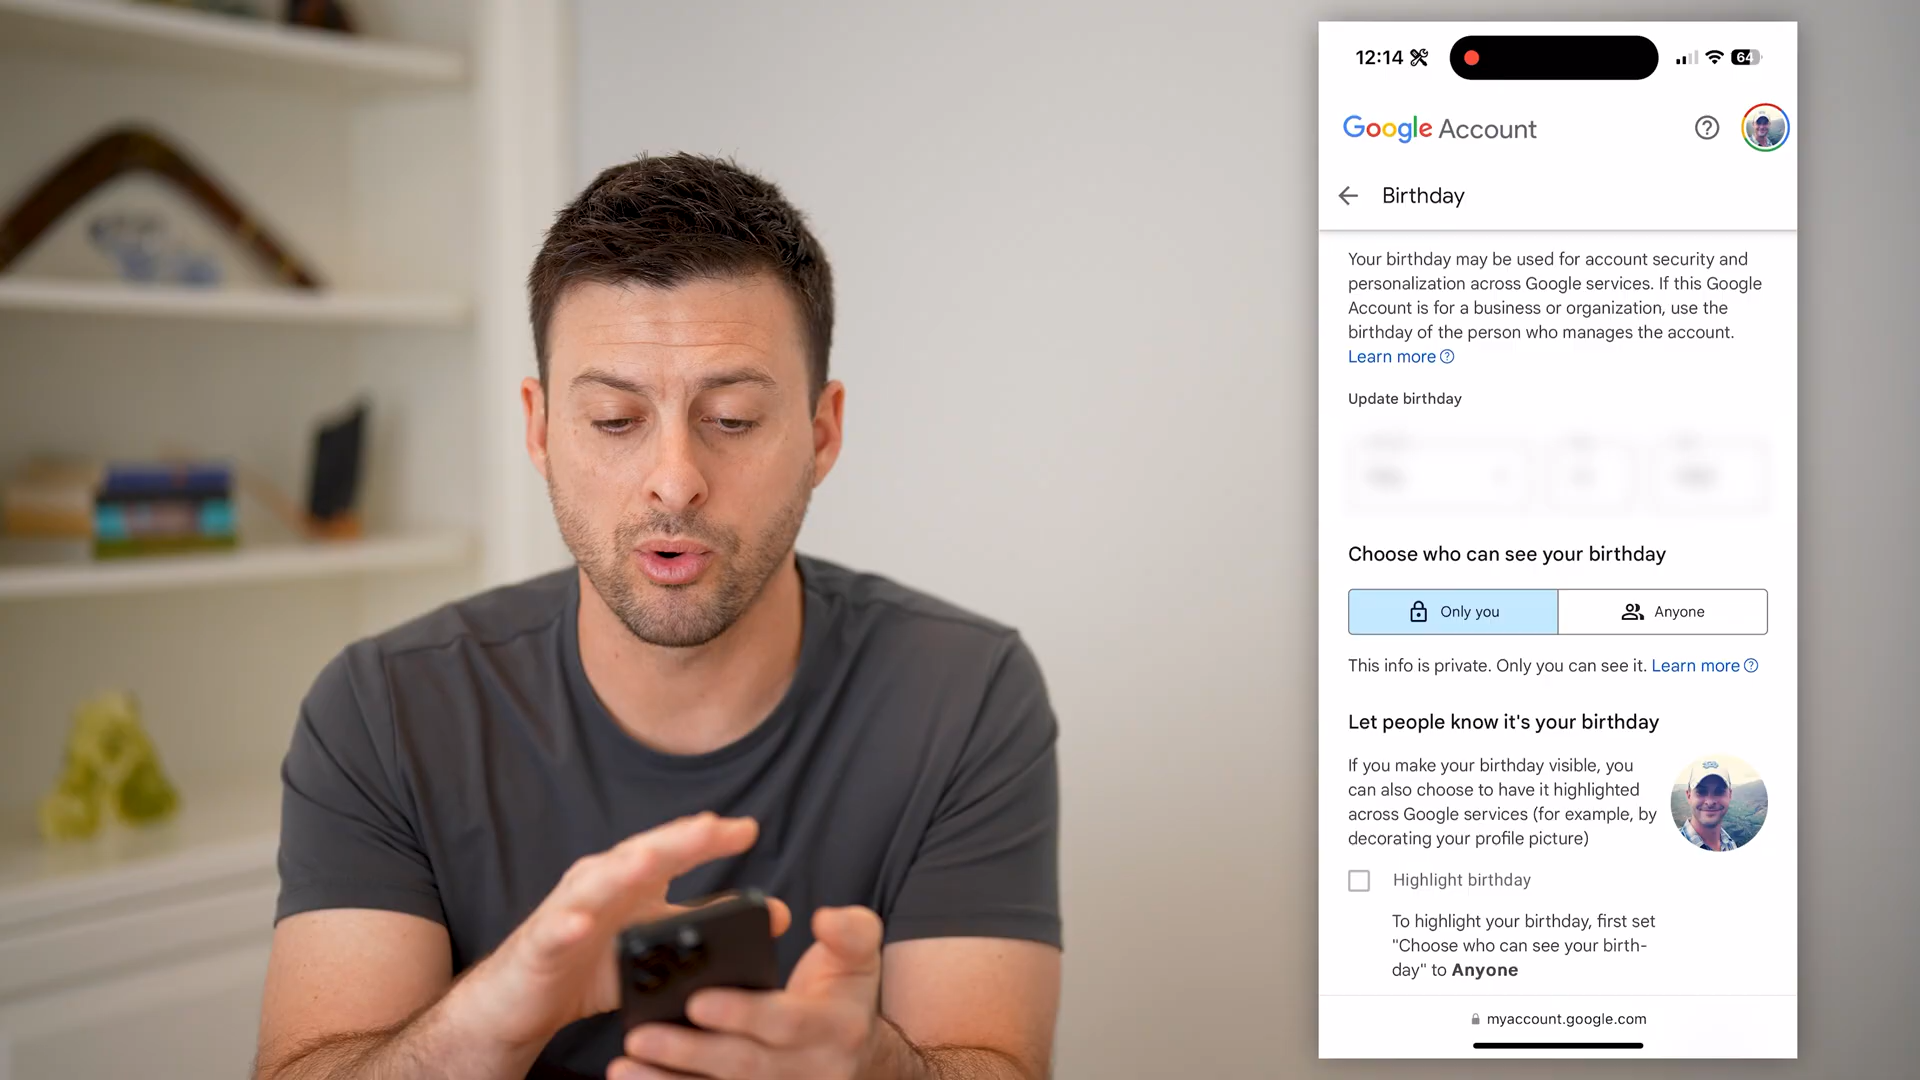 12:14
64
Google Account
Birthday
Your birthday may be used for account security and
personalization across Google services. If this Google
Account is for a business or organization, use the
birthday of the person who manages the account.
Learn more
Update birthday
Choose who can see your birthday
Only you
Anyone
This info is private. Only you can see it. Learn more
Let people know it's your birthday
If you make your birthday visible, you
can also choose to have it highlighted
across Google services (for example, by
decorating your profile picture)
Highlight birthday
To highlight your birthday, first set
"Choose who can see your birth-
day" to Anyone
myaccount.google.com